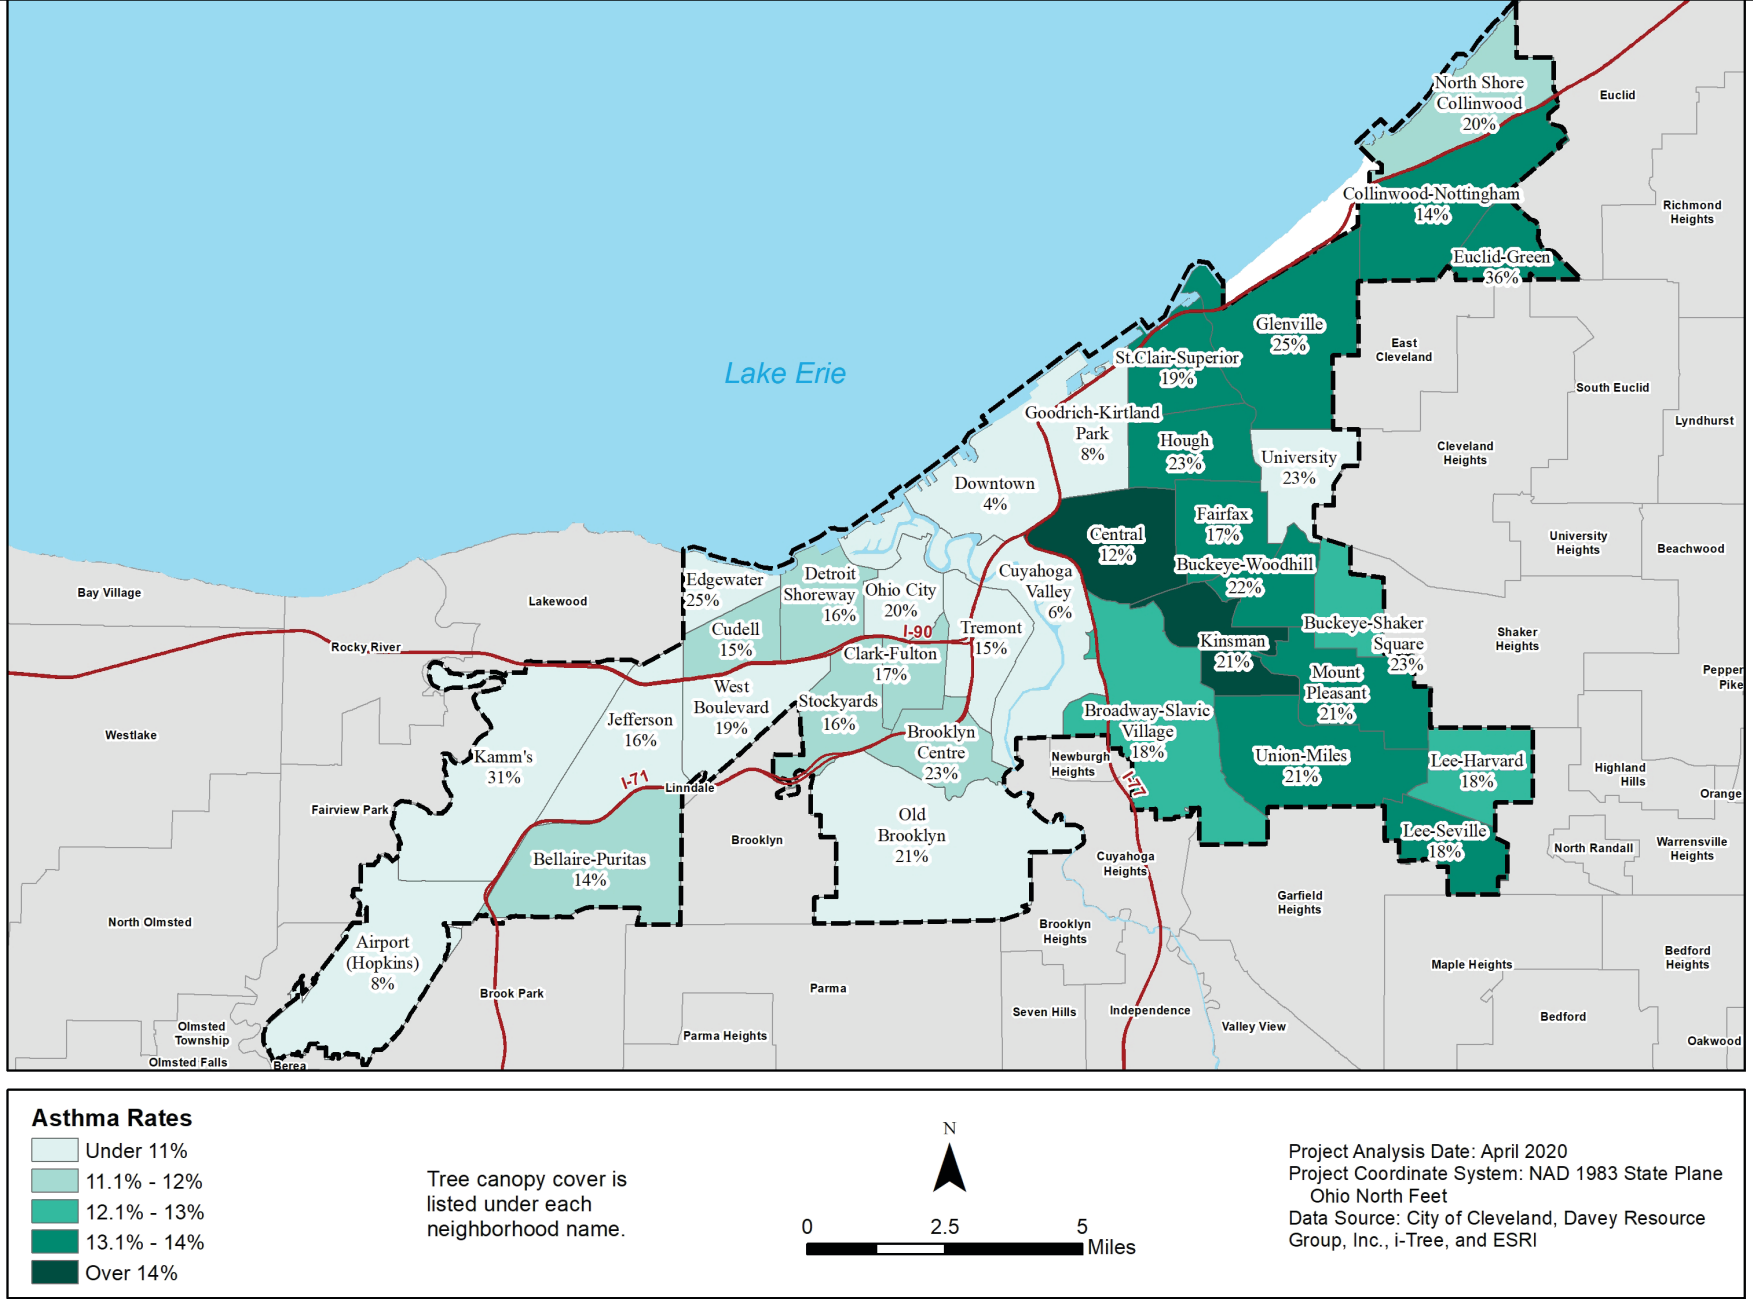 North Shore
Collinwood
20%
Euclid
Collinwood-Nottingham
14%
Richmond
Heights
Euclid-Green
36%
Glenville
25%
East
Cleveland
St.Clair-Superior
19%
Lake Erie
South Euclid
Goodrich-Kirtland
Park
8%
Lyndhurst
Hough
23%
University
23%
Cleveland
Heights
Downtown
4%
Fairfax
17%
Central
12%
University
Heights
Beachwood
Buckeye-Woodhill
22%
Bay Village
Lakewood
Edgewater
25%
Detroit
Shoreway
16%
Ohio City
20%
Cuyahoga
Valley
6%
Rocky River
Cudell
15%
I-90
Tremont
15%
Clark-Fulton
17%
Kinsman
21%
Buckeye-Shaker
Square
23%
Shaker
Heights
Pepper
Pike
Mount
Pleasant
21%
West
Boulevard
19%
Stockyards
16%
Jefferson
16%
Broadway-Slavic
Village
18%
Westlake
Kamm's
31%
Brooklyn
Centre
23%
Newburgh
Heights
Union-Miles
21%
Lee-Harvard
18%
Highland
Hills
I-71
Linndale
I-77
Orange
Fairview Park
Old
Brooklyn
21%
Brooklyn
Lee-Seville
18%
North Randall
Warrensville
Heights
Bellaire-Puritas
14%
Cuyahoga
Heights
Garfield
Heights
North Olmsted
Brooklyn
Heights
Airport
(Hopkins)
8%
Maple Heights
Bedford
Heights
Brook Park
Parma
Seven Hills
Independence
Valley View
Bedford
Olmsted
Township
Parma Heights
Oakwood
Olmsted Falls
Berea
Asthma Rates
Under 11%
11.1% - 12%
12.1% - 13%
13.1% - 14%
Over 14%
Tree canopy cover is
listed under each
neighborhood name.
N
0 2.5 5
Miles
Project Analysis Date: April 2020
Project Coordinate System: NAD 1983 State Plane
Ohio North Feet
Data Source: City of Cleveland, Davey Resource
Group, Inc., i-Tree, and ESRI